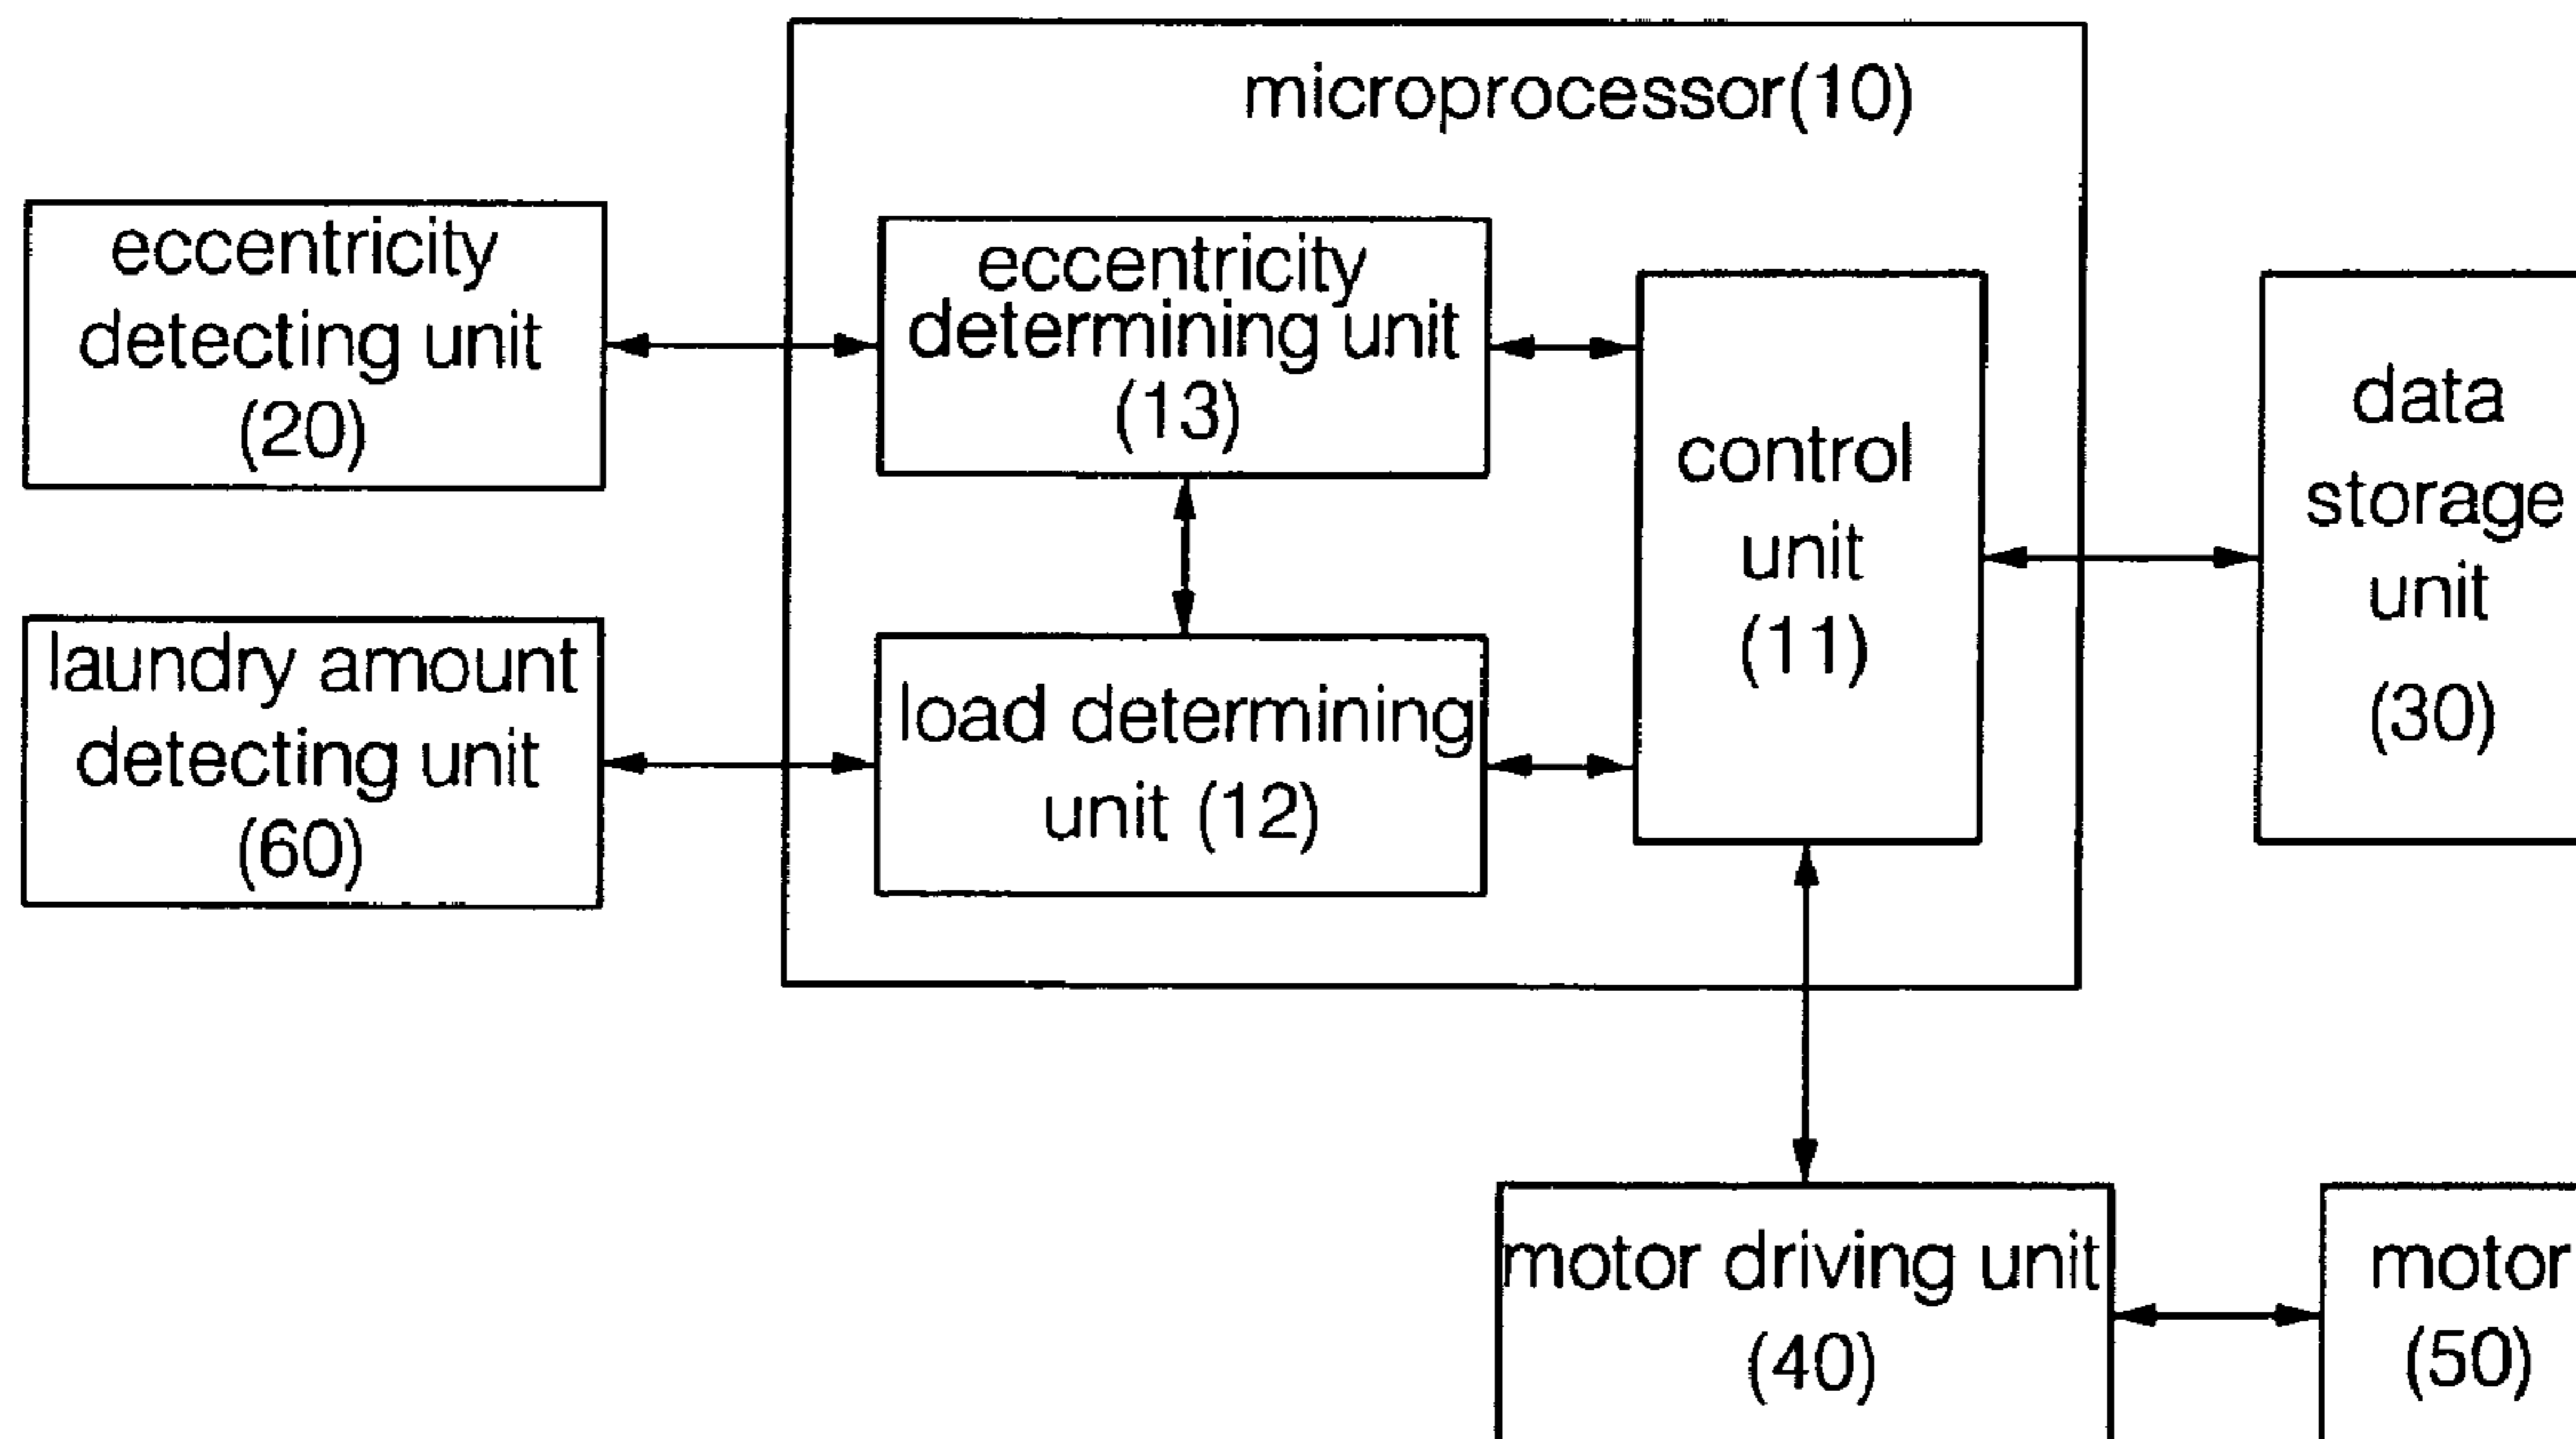 microprocessor(10)
eccentricity
detecting unit
(20)
eccentricity
determining unit
(13)
control
unit
(11)
data
storage
unit
(30)
laundry amount
detecting unit
(60)
load determining
unit (12)
motor driving unit
(40)
motor
(50)